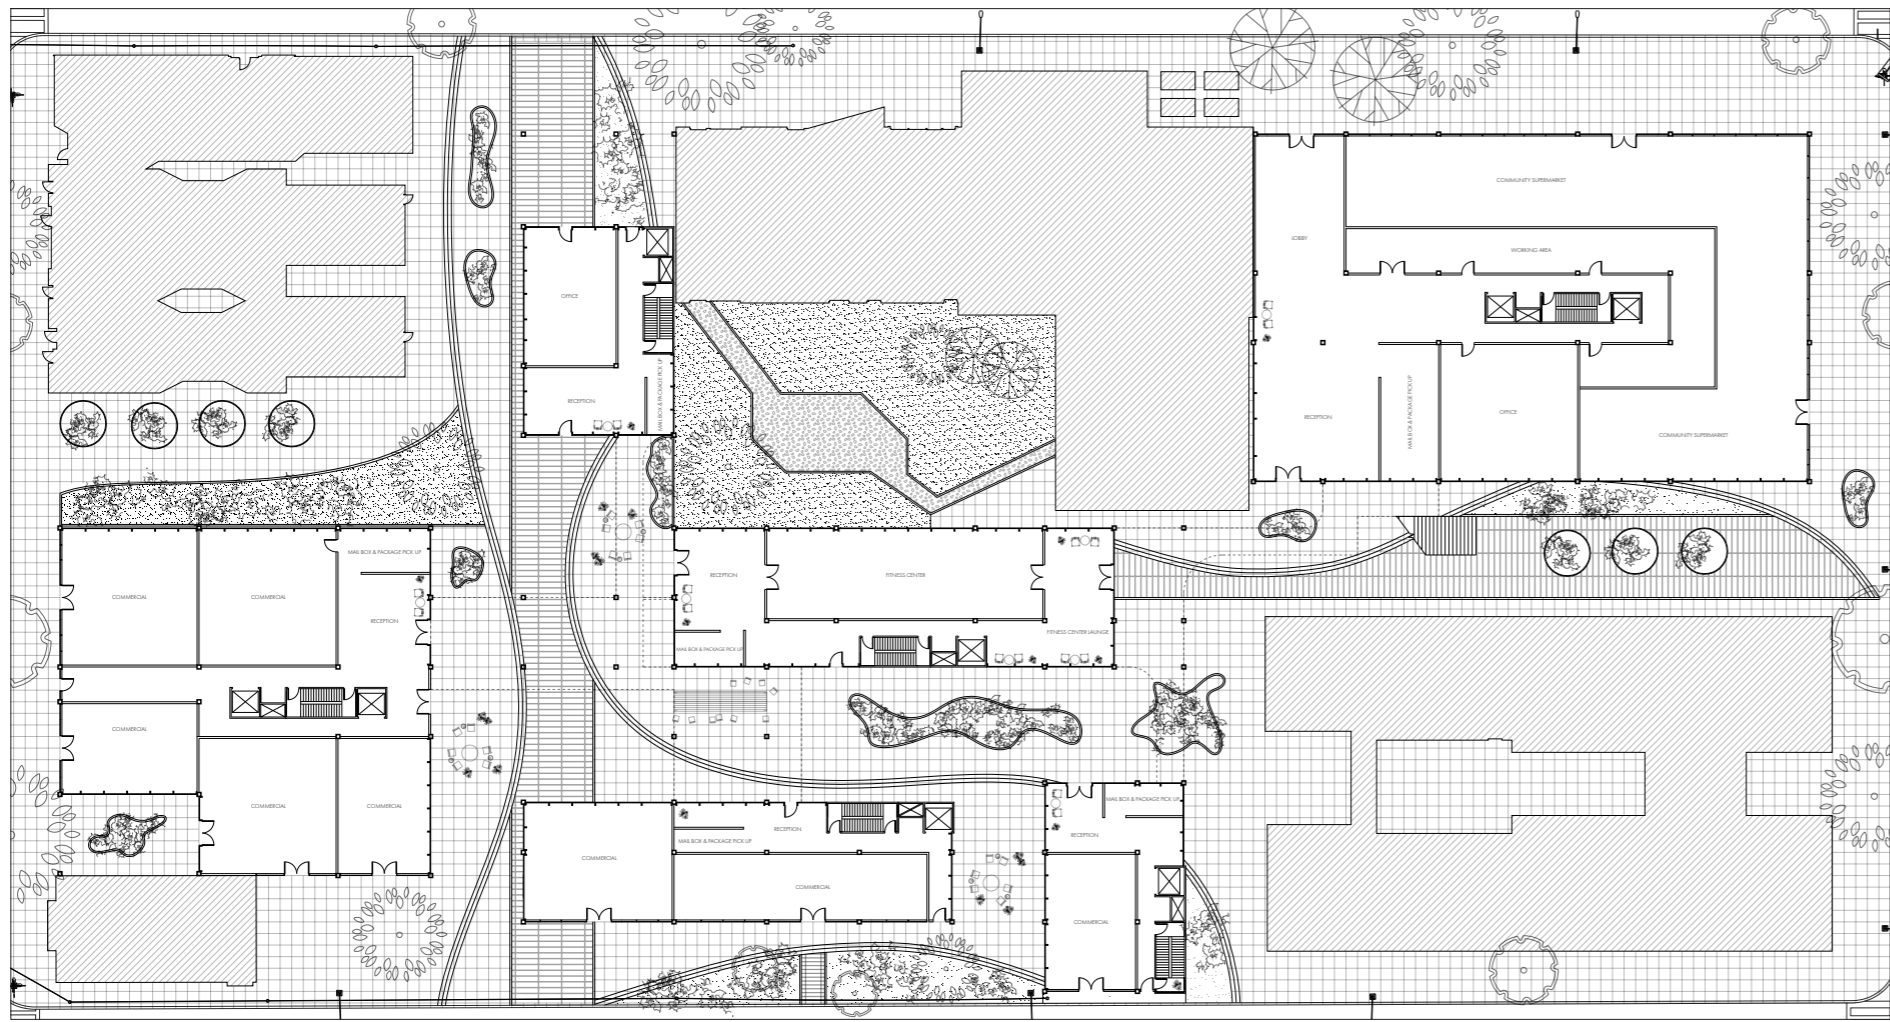 COMMUNITY SUPERMARKET
LOBBY
WORKING AREA
OFFICE
MAIL BOX & PACKAGE PICK UP
RECEPTION
MAIL BOX & PACKAGE PICK UP
OFFICE
RECEPTION
COMMUNITY SUPERMARKET
MAIL BOX & PACKAGE PICK UP
COMMERCIAL
COMMERCIAL
RECEPTION
RECEPTION
FITNESS CENTER
FITNESS CENTER LAUNGE
MAIL BOX & PACKAGE PICK UP
COMMERCIAL
COMMERCIAL
COMMERCIAL
MAIL BOX & PACKAGE PICK UP
RECEPTION
MAIL BOX & PACKAGE PICK UP
RECEPTION
COMMERCIAL
COMMERCIAL
COMMERCIAL